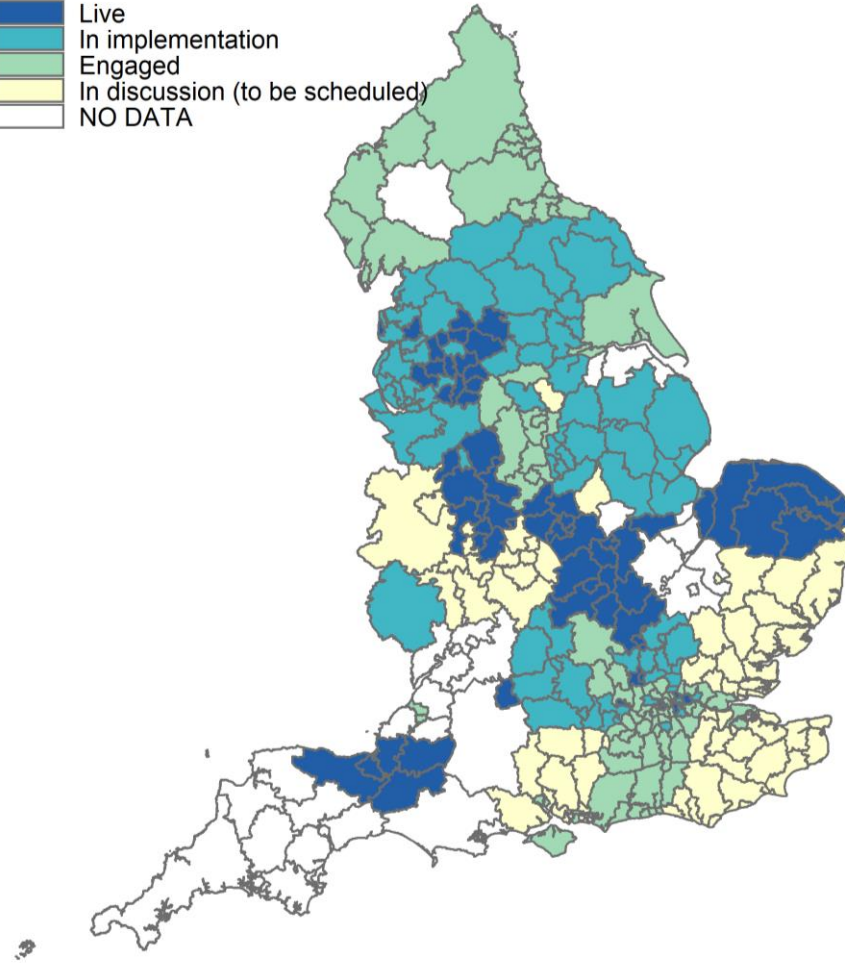 Live
In implementation
Engaged
In discussion (to be scheduled)
NO DATA